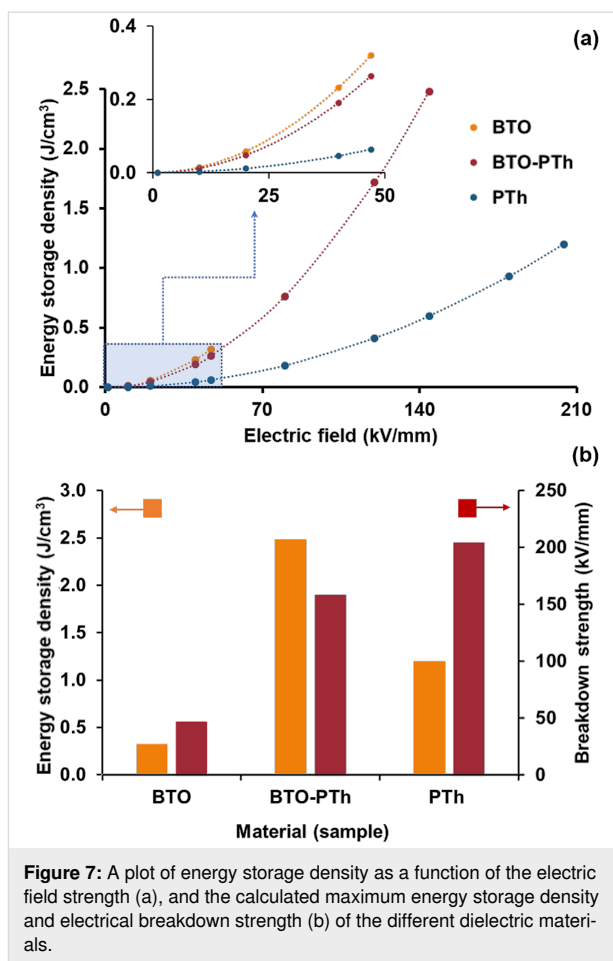 (a)
Energy storage density (J/cm³)
2.5
2.0
1.5
1.0
0.5
0.0
0.4
0.2
0.0
0 25 50
BTO
BTO-PTh
PTh
0 70 140 210
Electric field (kV/mm)
(b)
Energy storage density (J/cm³)
3.0
2.5
2.0
1.5
1.0
0.5
0.0
250
200
150
100
50
0
Breakdown strength (kV/mm)
BTO BTO-PTh PTh
Material (sample)
Figure 7: A plot of energy storage density as a function of the electric
field strength (a), and the calculated maximum energy storage density
and electrical breakdown strength (b) of the different dielectric materi-
als.